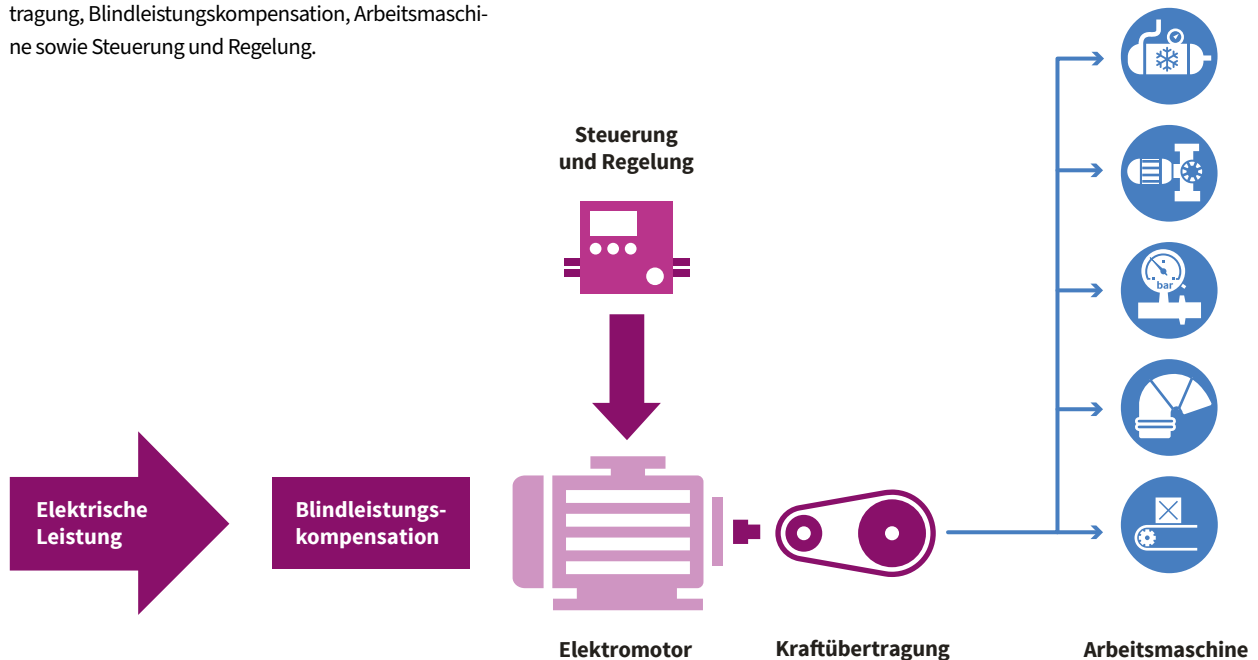 tragung, Blindleistungskompensation, Arbeitsmaschi-
ne sowie Steuerung und Regelung.
Steuerung
und Regelung
bar
Elektrische
Leistung
Blindleistungs-
kompensation
Elektromotor
Kraftübertragung
Arbeitsmaschine